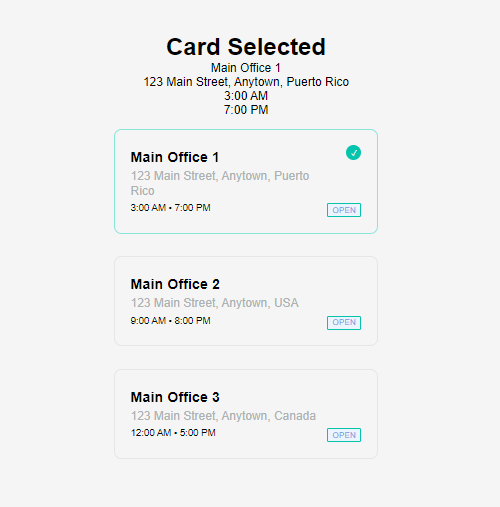 Card Selected
Main Office 1
123 Main Street, Anytown, Puerto Rico
3:00 AM
7:00 PM
Main Office 1
123 Main Street, Anytown, Puerto
Rico
3:00 AM • 7:00 PM
OPEN
Main Office 2
123 Main Street, Anytown, USA
9:00 AM • 8:00 PM
OPEN
Main Office 3
123 Main Street, Anytown, Canada
12:00 AM • 5:00 PM
OPEN